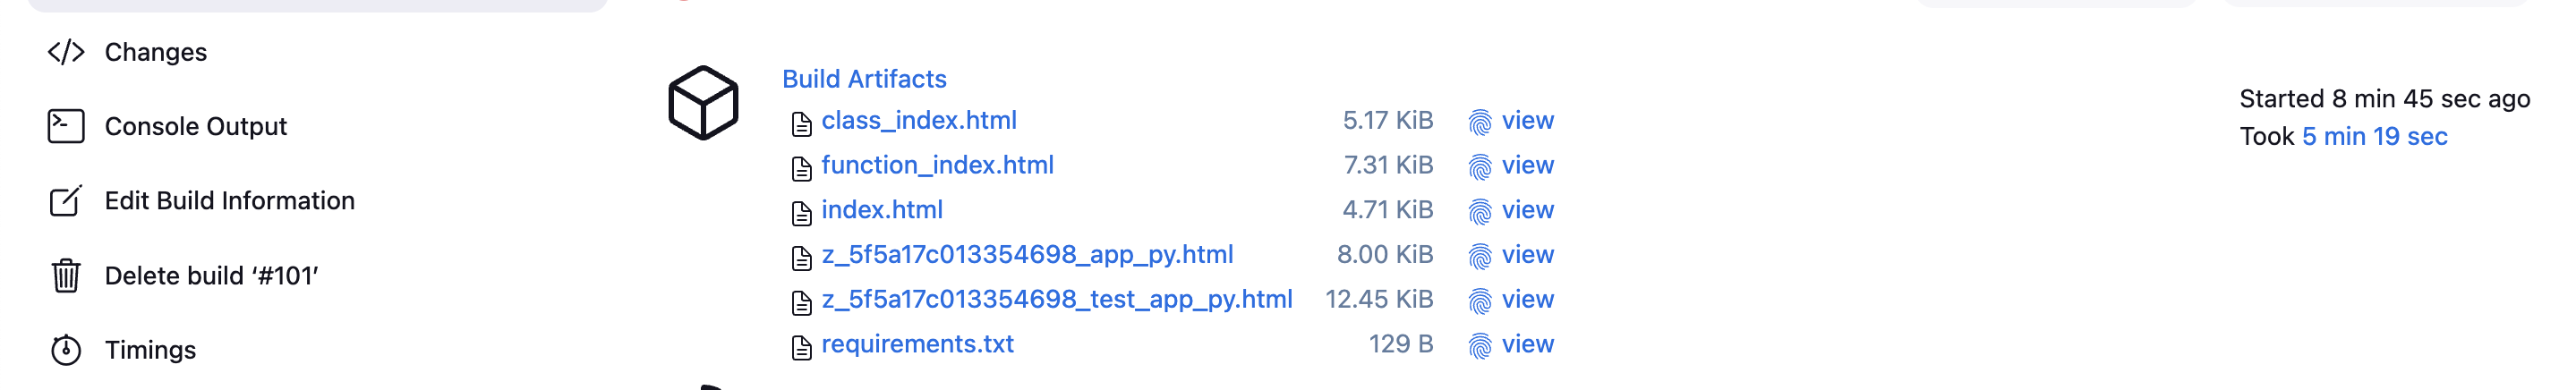 Changes
Console Output
Edit Build Information
Delete build ‘#101’
Timings
Build Artifacts
class_index.html 5.17 KiB view
function_index.html 7.31 KiB view
index.html 4.71 KiB view
z_5f5a17c013354698_app_py.html 8.00 KiB view
z_5f5a17c013354698_test_app_py.html 12.45 KiB view
requirements.txt 129 B view
Started 8 min 45 sec ago
Took 5 min 19 sec